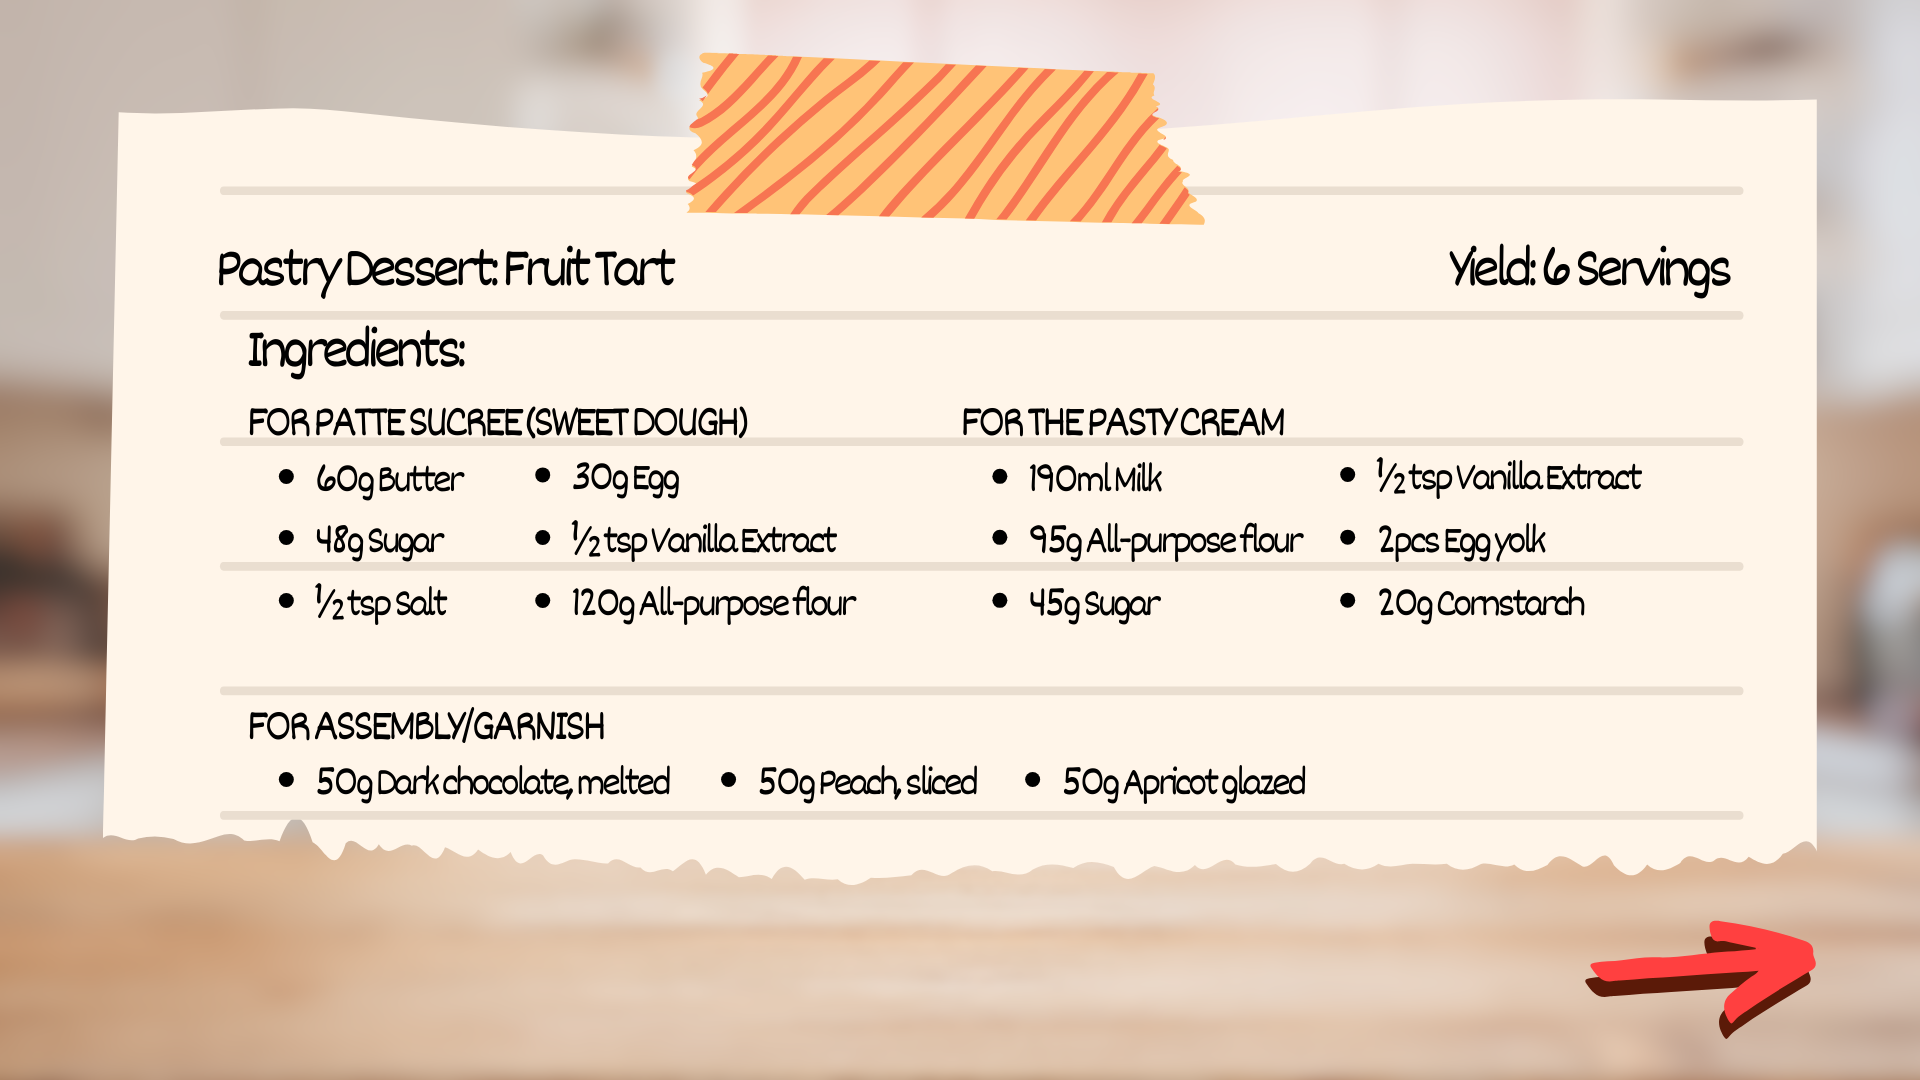 Pastry Dessert: Fruit Tart
Yield: 6 Servings
Ingredients:
FOR PATTE SUCREE (SWEET DOUGH)
• 60g Butter
• 48g Sugar
• ½ tsp Salt
• 30g Egg
• ½ tsp Vanilla Extract
• 120g All-purpose flour
FOR THE PASTY CREAM
• 190ml Milk
• 95g All-purpose flour
• 45g Sugar
• ½ tsp Vanilla Extract
• 2pcs Egg yolk
• 20g Cornstarch
FOR ASSEMBLY/GARNISH
• 50g Dark chocolate, melted
• 50g Peach, sliced
• 50g Apricot glazed